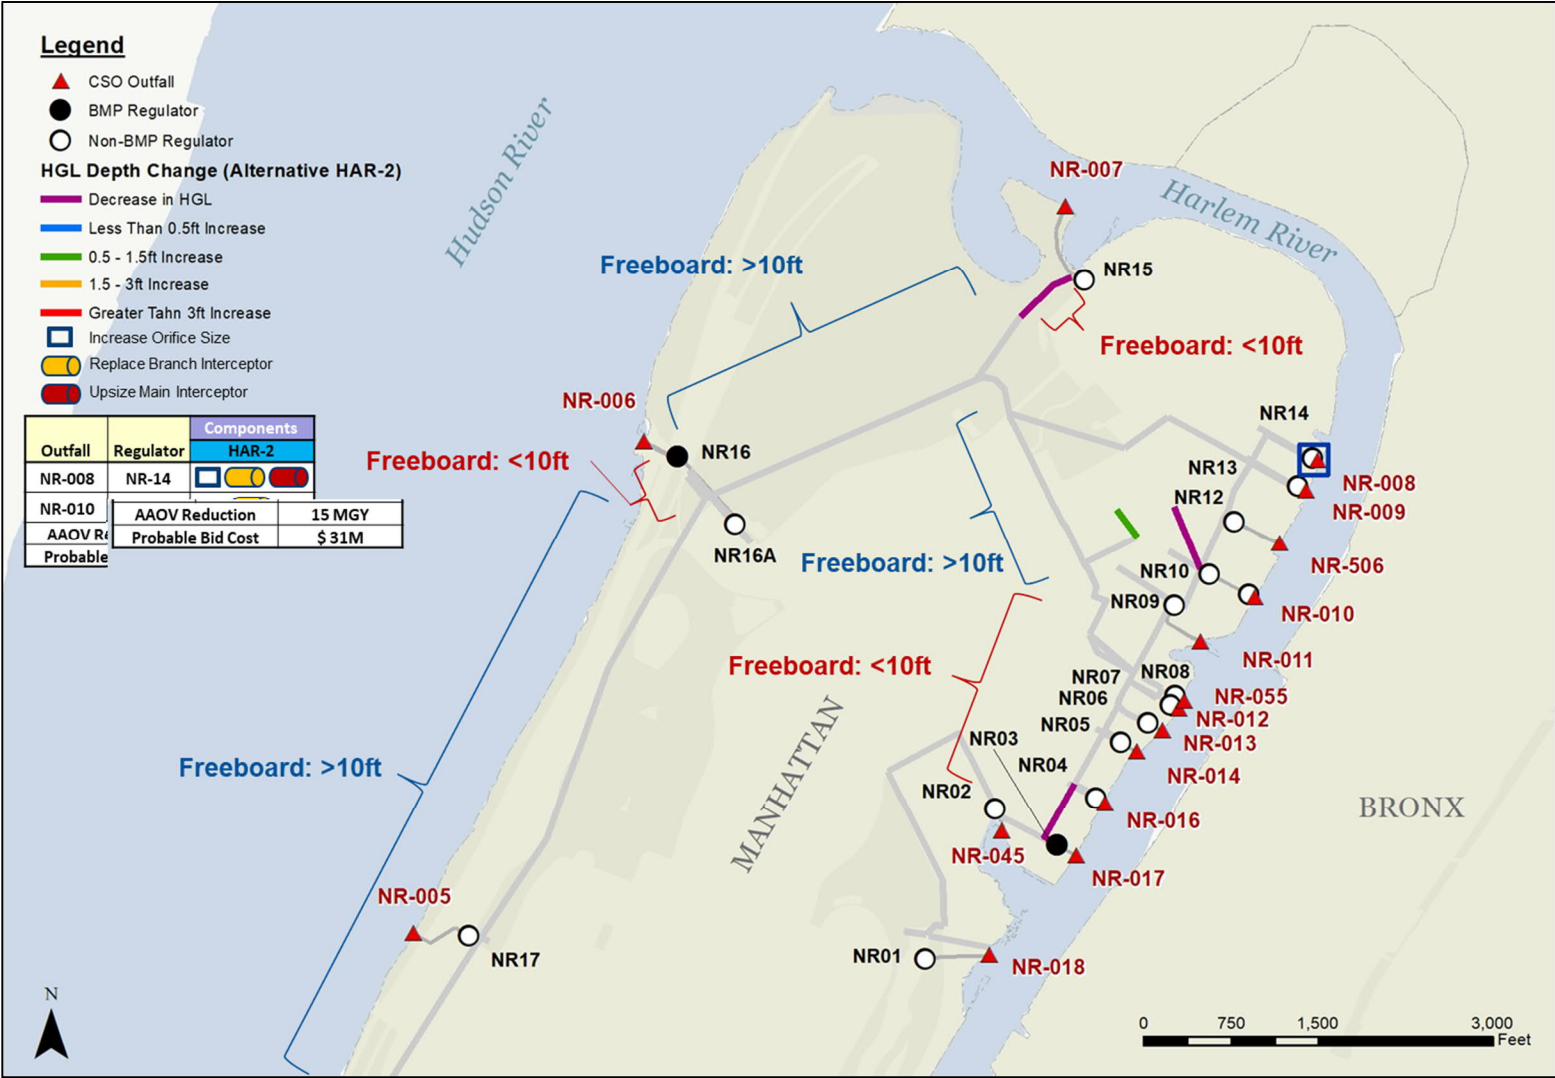 Legend
CSO Outfall
BMP Regulator
Non-BMP Regulator
HGL Depth Change (Alternative HAR-2)
Decrease in HGL
Less Than 0.5ft Increase
0.5 - 1.5ft Increase
1.5 - 3ft Increase
Greater Tahn 3ft Increase
Increase Orifice Size
Replace Branch Interceptor
Upsize Main Interceptor
Outfall Regulator Components
HAR-2
NR-008 NR-14
NR-010
AAOV Re
Probable
AAOV Reduction 15 MGY
Probable Bid Cost $ 31M
Hudson River
Harlem River
NR-007
NR15
Freeboard: >10ft
Freeboard: <10ft
NR-006
NR16
Freeboard: <10ft
NR16A
NR14
NR13
NR-008
NR12
NR-009
Freeboard: >10ft
NR10
NR-506
NR09
NR-010
NR-011
Freeboard: <10ft
NR08
NR07
NR-055
NR06
NR-012
NR05
NR-013
NR03
NR04
NR-014
Freeboard: >10ft
MANHATTAN
NR02
NR-016
BRONX
NR-045
NR-017
NR-005
NR17
NR01
NR-018
N
0 750 1,500 3,000
Feet